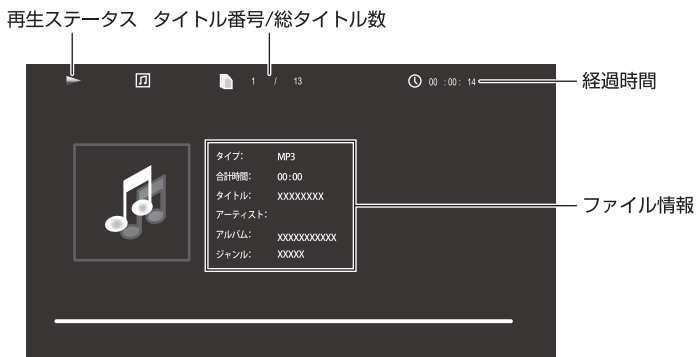 再生ステータス タイトル番号/総タイトル数
1 / 13 00 : 00 : 14
経過時間
タイプ: MP3
合計時間: 00:00
タイトル: XXXXXXXX
アーティスト:
アルバム: XXXXXXXXXXX
ジャンル: XXXXX
ファイル情報